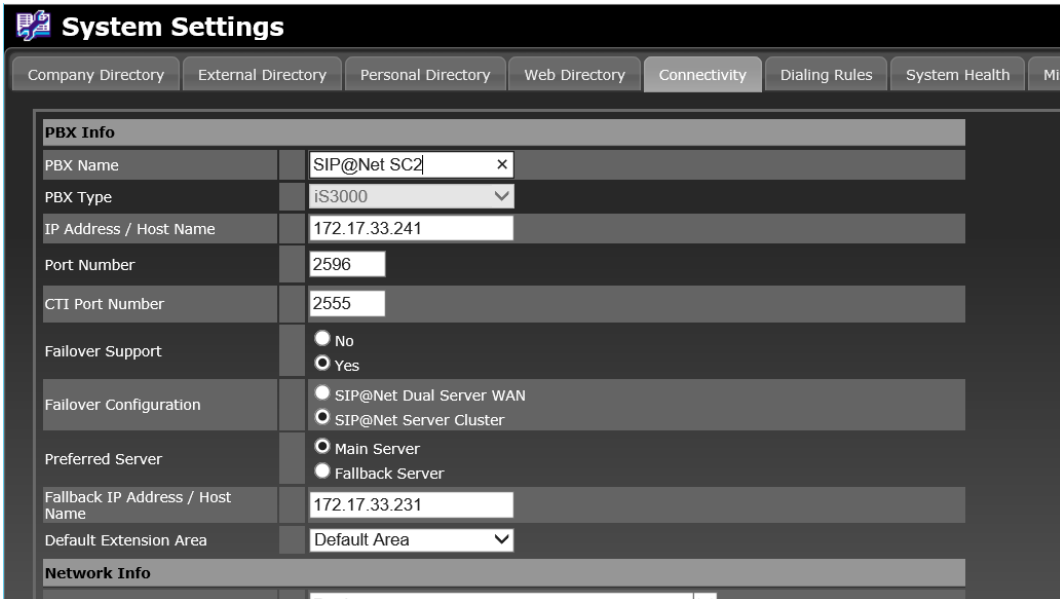 System Settings
Company Directory External Directory Personal Directory Web Directory Connectivity Dialing Rules System Health Mi
PBX Info
PBX Name SIP@Net SC2
PBX Type iS3000
IP Address / Host Name 172.17.33.241
Port Number 2596
CTI Port Number 2555
Failover Support No
Yes
Failover Configuration SIP@Net Dual Server WAN
SIP@Net Server Cluster
Preferred Server Main Server
Fallback Server
Fallback IP Address / Host
Name 172.17.33.231
Default Extension Area Default Area
Network Info